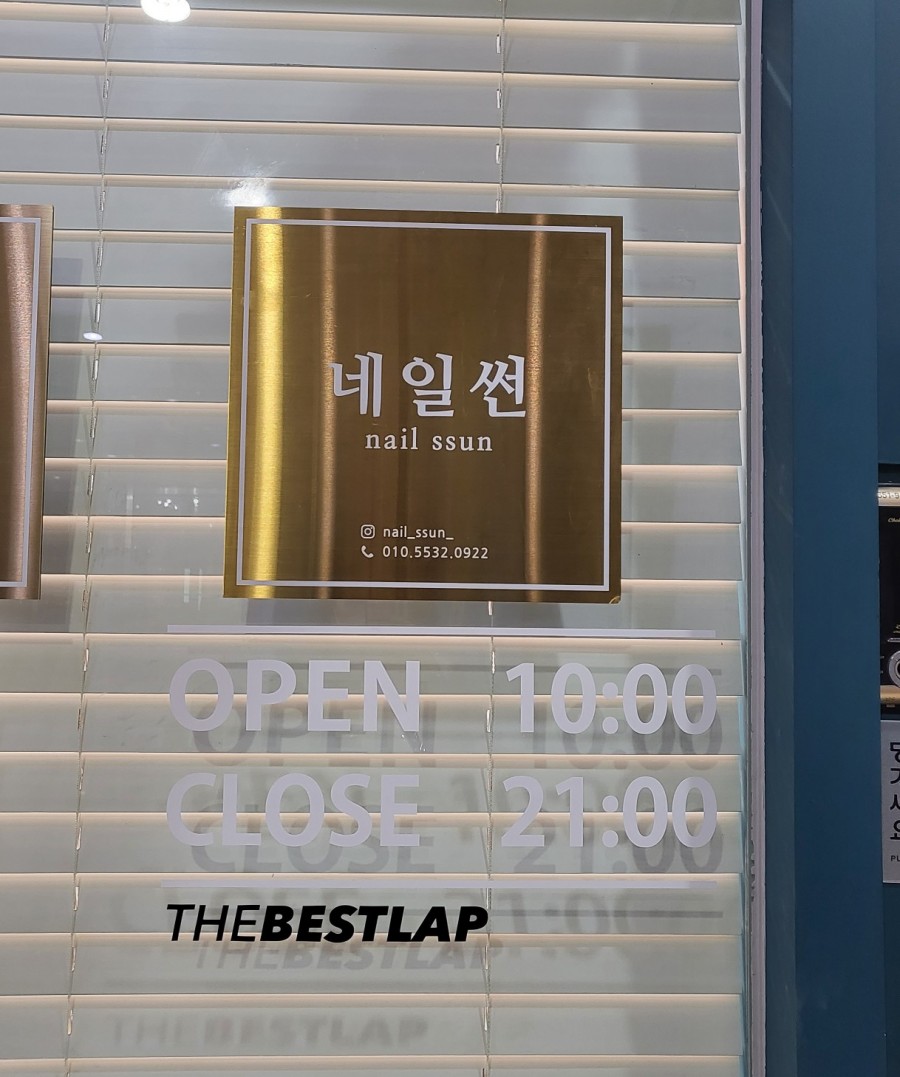 네일썬
nail ssun
nail_ssun_
010.5532.0922
OPEN 10:00
CLOSE 21:00
THEBESTLAP